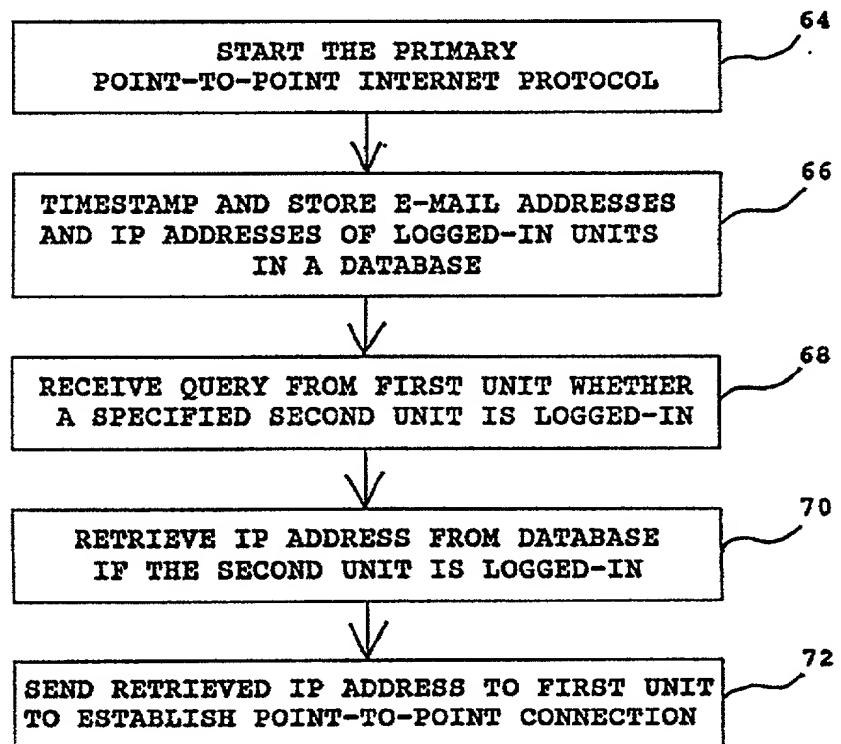 64
START THE PRIMARY
POINT-TO-POINT INTERNET PROTOCOL
66
TIMESTAMP AND STORE E-MAIL ADDRESSES
AND IP ADDRESSES OF LOGGED-IN UNITS
IN A DATABASE
68
RECEIVE QUERY FROM FIRST UNIT WHETHER
A SPECIFIED SECOND UNIT IS LOGGED-IN
70
RETRIEVE IP ADDRESS FROM DATABASE
IF THE SECOND UNIT IS LOGGED-IN
72
SEND RETRIEVED IP ADDRESS TO FIRST UNIT
TO ESTABLISH POINT-TO-POINT CONNECTION